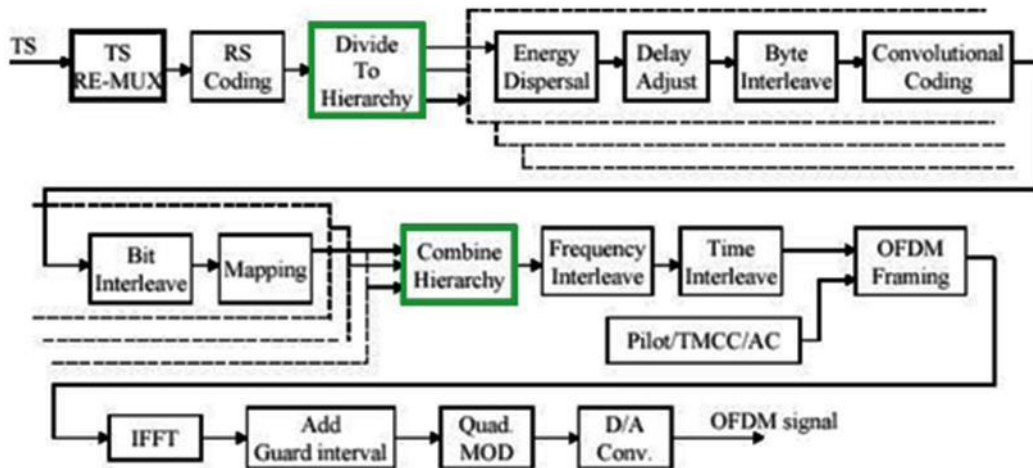 TS
TS
RE-MUX
RS
Coding
Divide
To
Hierarchy
Energy
Dispersal
Delay
Adjust
Byte
Interleave
Convolutional
Coding
Bit
Interleave
Mapping
Combine
Hierarchy
Frequency
Interleave
Time
Interleave
OFDM
Framing
Pilot/TMCC/AC
IFFT
Add
Guard interval
Quad.
MOD
D/A
Conv.
OFDM signal